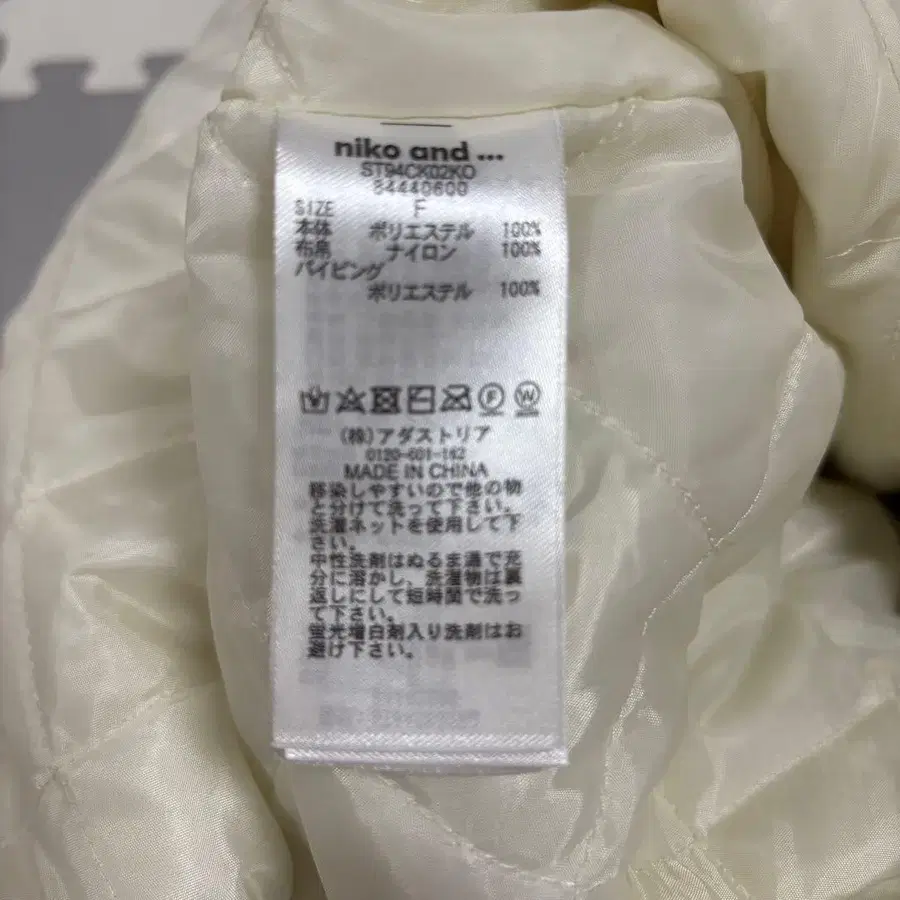 niko and ...
ST94CK02KO
84440600
SIZE F
本体 ポリエステル 100%
布帛 ナイロン 100%
パイピング
ポリエステル 100%
F W
(株)アダストリア
0120-601-162
MADE IN CHINA
移染しやすいので他の物
と分けて洗って下さい。
洗濯ネットを使用して下
さい。
中性洗剤はぬるま湯で充
分に溶かし、洗濯物は裏
返しにして短時間で洗っ
て下さい。
蛍光増白剤入り洗剤はお
避け下さい。